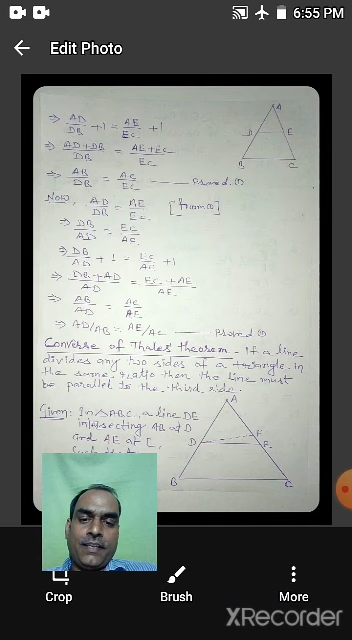 6:55 PM
Edit Photo
⇒ AD/DB + 1 = AE/EC + 1
⇒ AD+DB/DB = AE+EC/EC
⇒ AB/DB = AC/EC —— Proved ①
Now, AD/DB = AE/EC [from ①]
⇒ DB/AD = EC/AE
⇒ DB/AD + 1 = EC/AE + 1
⇒ DB+AD/AD = EC+AE/AE
⇒ AB/AD = AC/AE
⇒ AD/AB = AE/AC —— Proved
A
D E
B C
Converse of Thales theorem - If a line
divides any two sides of a triangle in
the same ratio then the line must
be parallel to the third side.
Given: In △ABC, a line DE
intersecting AB at D
and AE at E,
A
D
F
E
B C
Crop
Brush
More
XRecorder